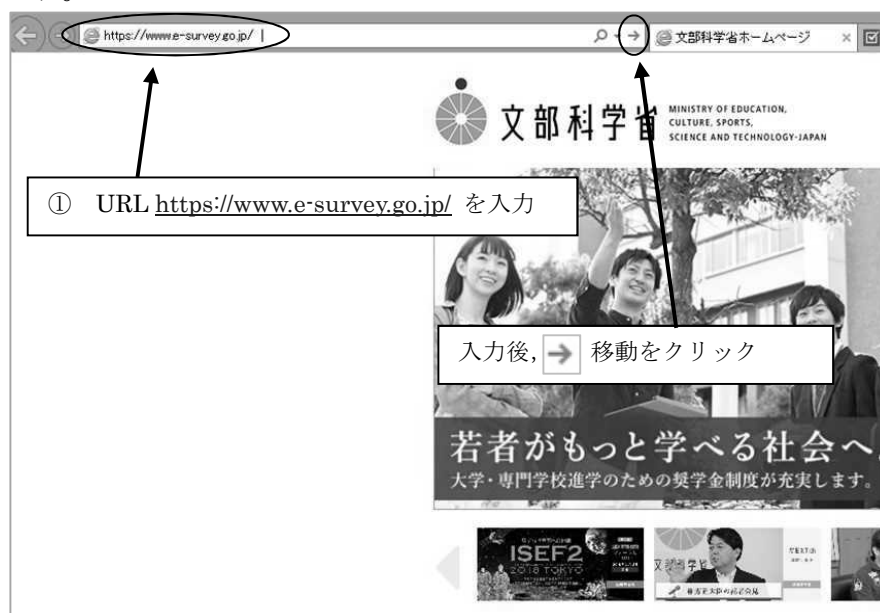 https://www.e-survey.go.jp/
文部科学省ホームページ ×
文部科学省
MINISTRY OF EDUCATION,
CULTURE, SPORTS,
SCIENCE AND TECHNOLOGY-JAPAN
① URL https://www.e-survey.go.jp/ を入力
入力後, → 移動をクリック
若者がもっと学べる社会へ
大学・専門学校進学のための奨学金制度が充実します。
ISEF2
2018 TOKYO